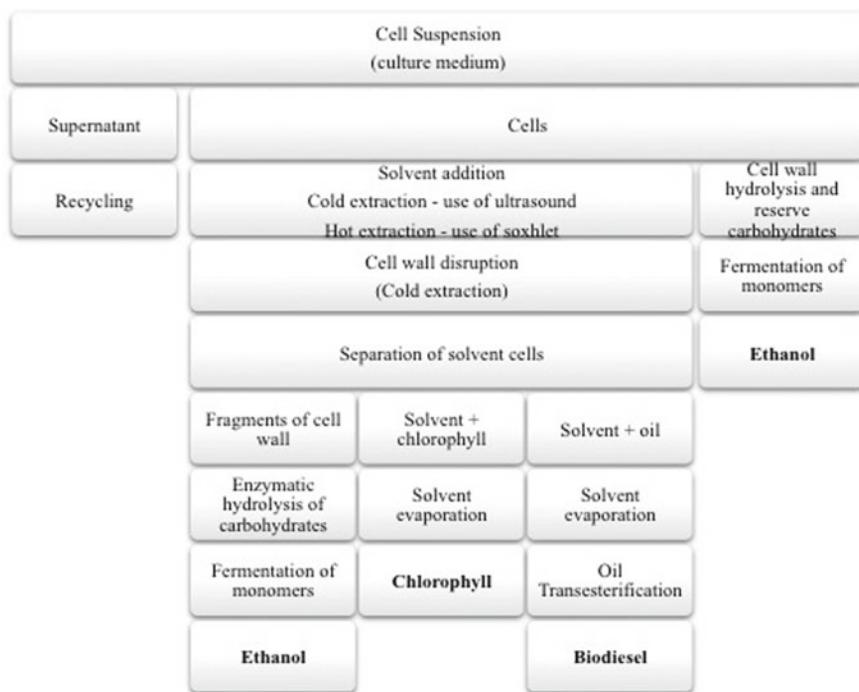 Cell Suspension
(culture medium)
Supernatant
Cells
Recycling
Solvent addition
Cold extraction - use of ultrasound
Hot extraction - use of soxhlet
Cell wall
hydrolysis and
reserve
carbohydrates
Cell wall disruption
(Cold extraction)
Fermentation of
monomers
Separation of solvent cells
Ethanol
Fragments of cell
wall
Solvent +
chlorophyll
Solvent + oil
Enzymatic
hydrolysis of
carbohydrates
Solvent
evaporation
Solvent
evaporation
Fermentation of
monomers
Chlorophyll
Oil
Transesterification
Ethanol
Biodiesel